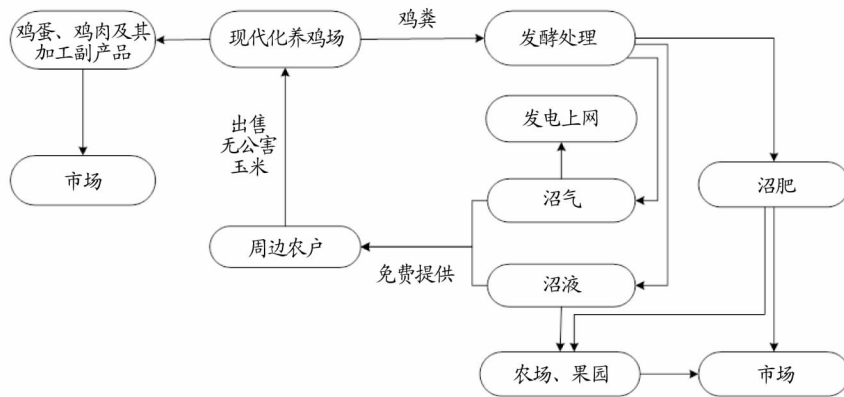 鸡蛋、鸡肉及其
加工副产品
现代化养鸡场
鸡粪
发酵处理
出售
无公害
玉米
发电上网
市场
沼气
沼肥
周边农户
免费提供
沼液
农场、果园
市场